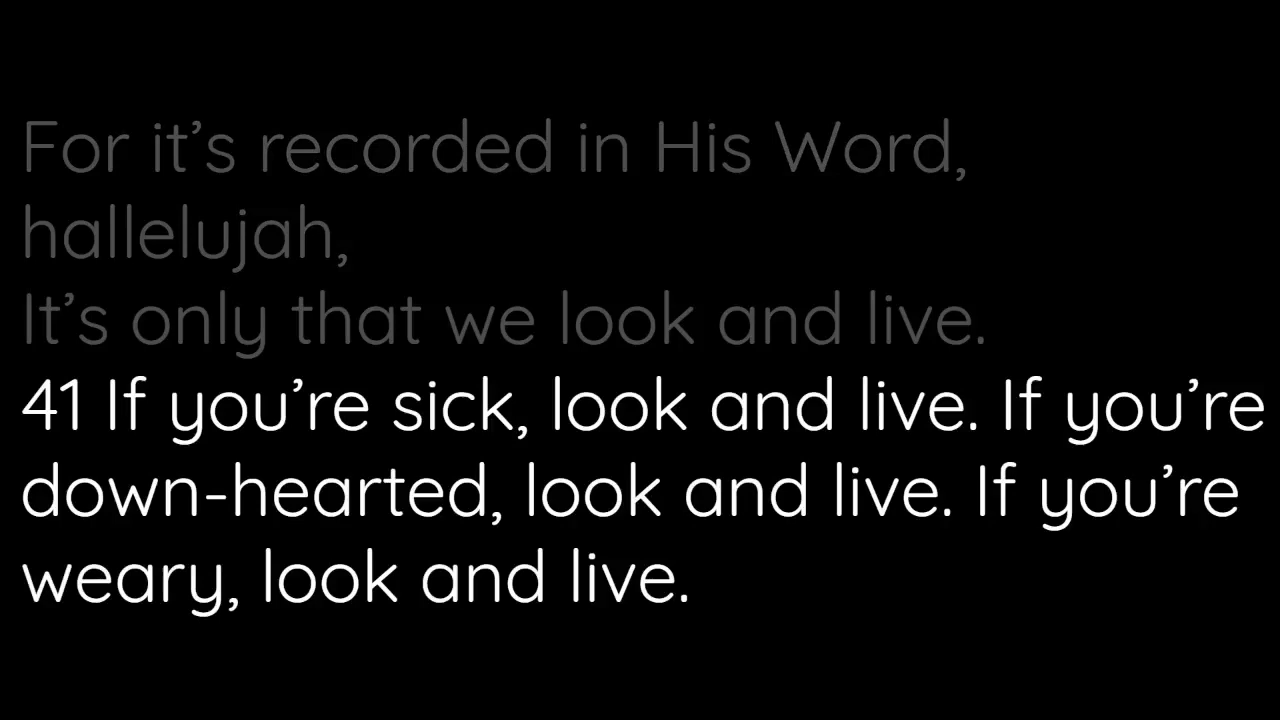 For it’s recorded in His Word,
hallelujah,
It’s only that we look and live.
41 If you’re sick, look and live. If you’re
down-hearted, look and live. If you’re
weary, look and live.